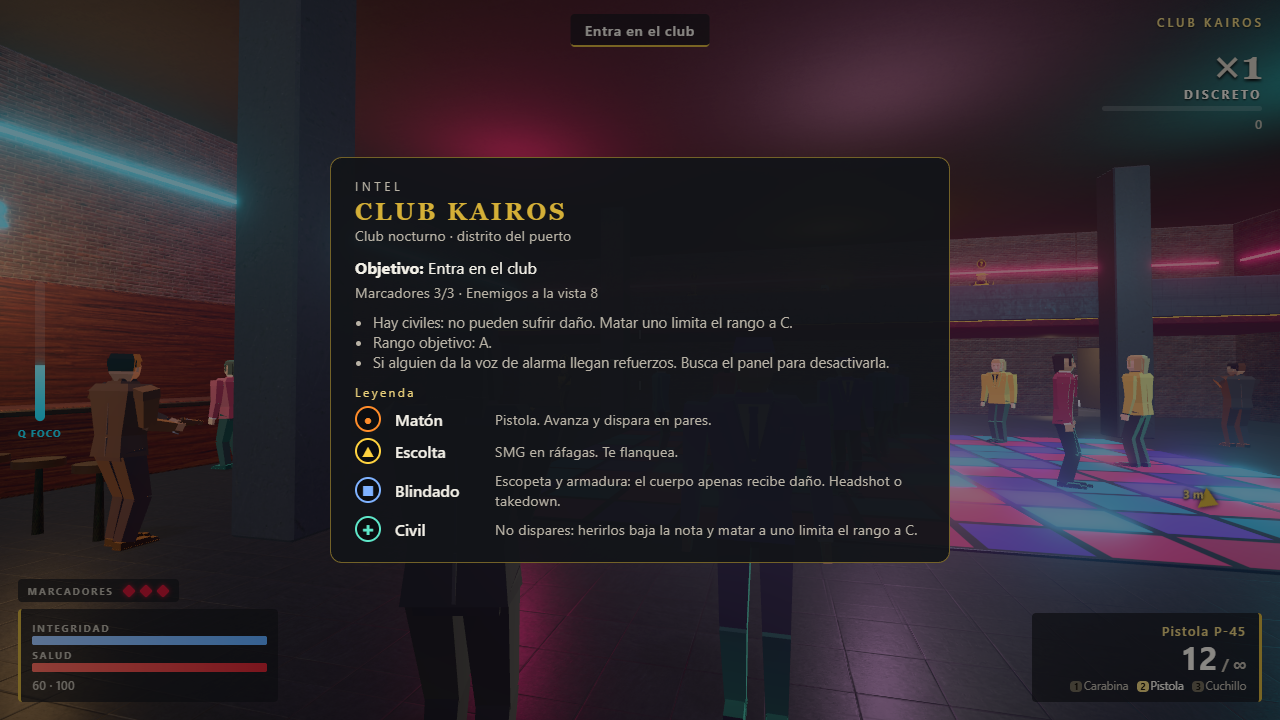 Entra en el club
CLUB KAIROS
×1
DISCRETO
0
INTEL
CLUB KAIROS
Club nocturno · distrito del puerto
Objetivo: Entra en el club
Marcadores 3/3 · Enemigos a la vista 8
• Hay civiles: no pueden sufrir daño. Matar uno limita el rango a C.
• Rango objetivo: A.
• Si alguien da la voz de alarma llegan refuerzos. Busca el panel para desactivarla.
Leyenda
Matón Pistola. Avanza y dispara en pares.
Escolta SMG en ráfagas. Te flanquea.
Blindado Escopeta y armadura: el cuerpo apenas recibe daño. Headshot o
takedown.
Civil No dispares: herirlos baja la nota y matar a uno limita el rango a C.
Q FOCO
3 m
MARCADORES
INTEGRIDAD
SALUD
60 · 100
Pistola P-45
12 / ∞
1 Carabina 2 Pistola 3 Cuchillo